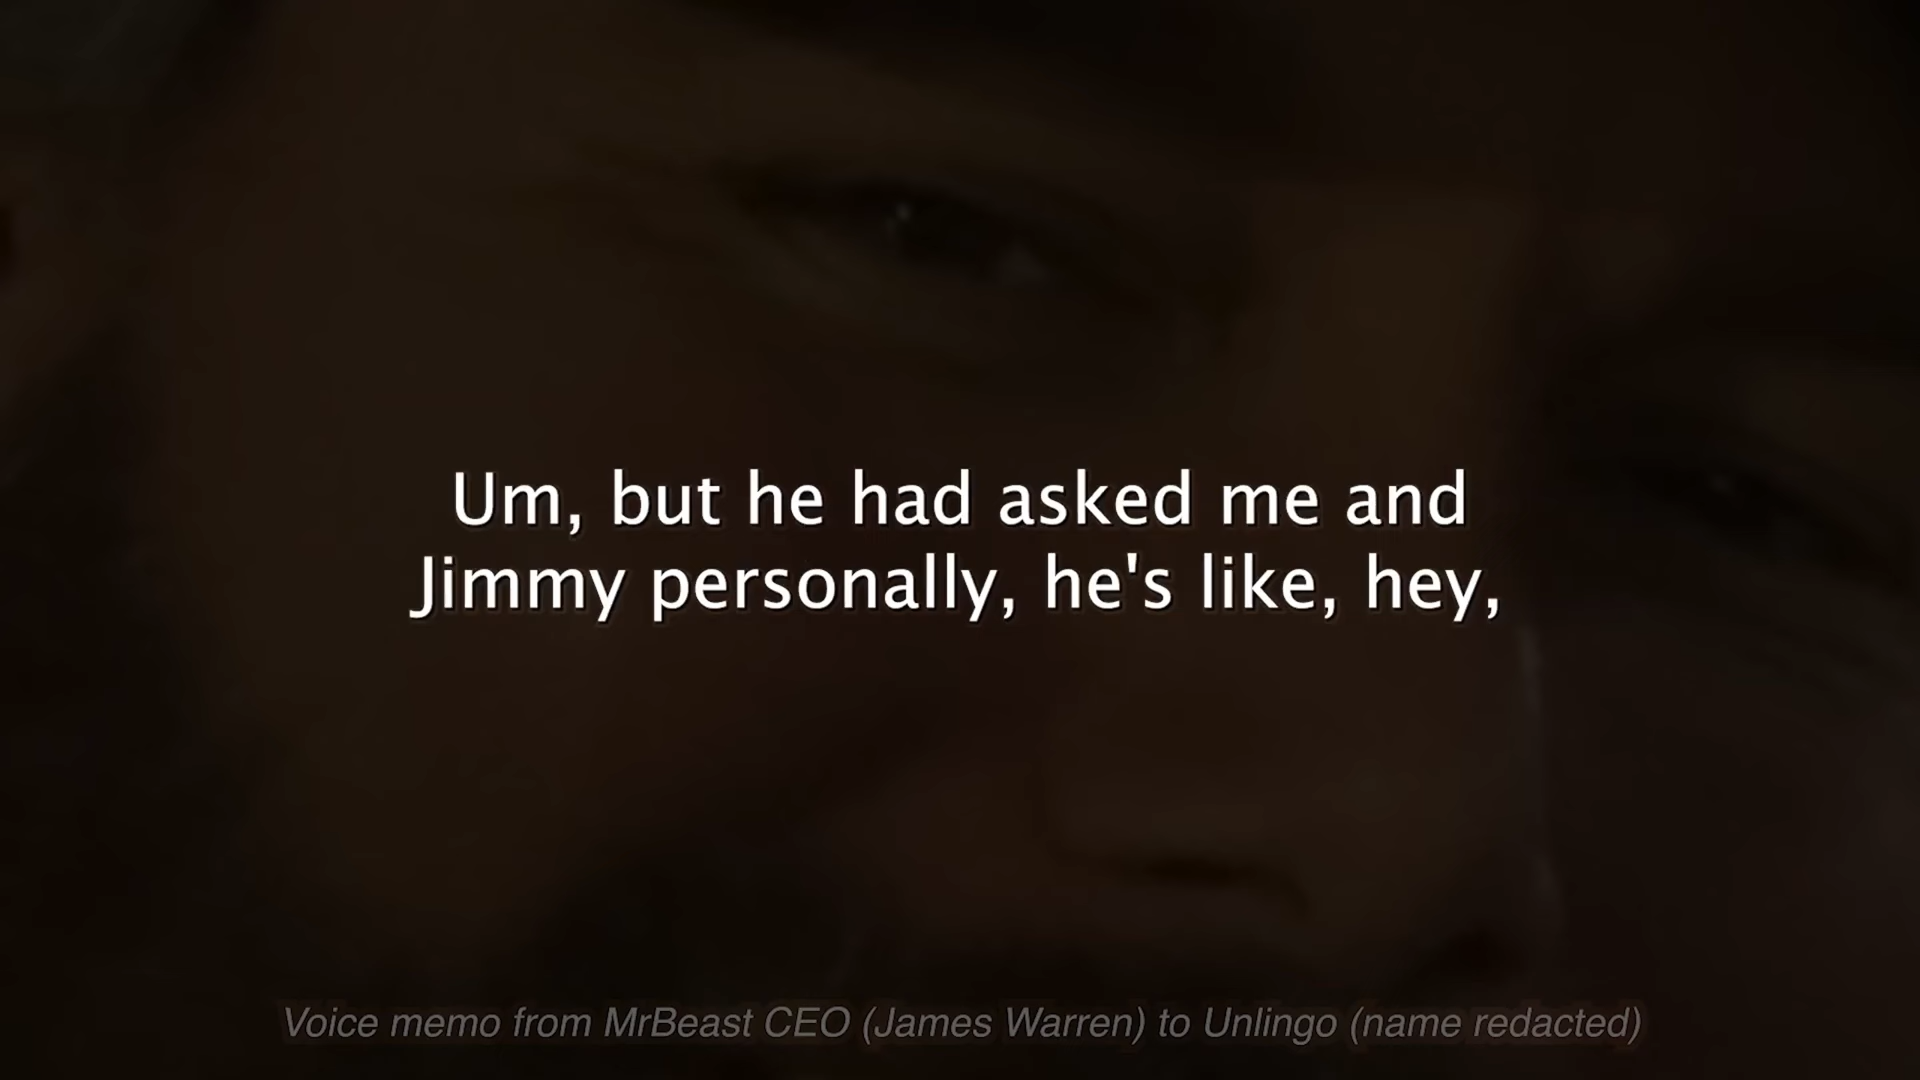 Um, but he had asked me and
Jimmy personally, he's like, hey,
Voice memo from MrBeast CEO (James Warren) to Unlingo (name redacted)